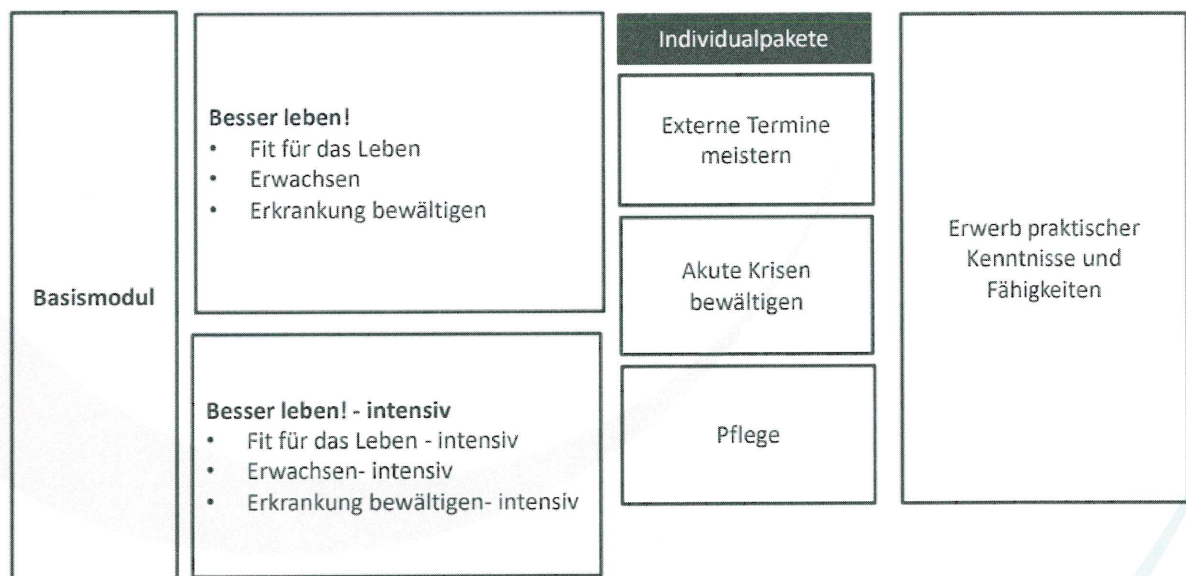 Basismodul
Besser leben!
• Fit für das Leben
• Erwachsen
• Erkrankung bewältigen
Besser leben! - intensiv
• Fit für das Leben - intensiv
• Erwachsen- intensiv
• Erkrankung bewältigen- intensiv
Individualpakete
Externe Termine
meistern
Akute Krisen
bewältigen
Pflege
Erwerb praktischer
Kenntnisse und
Fähigkeiten